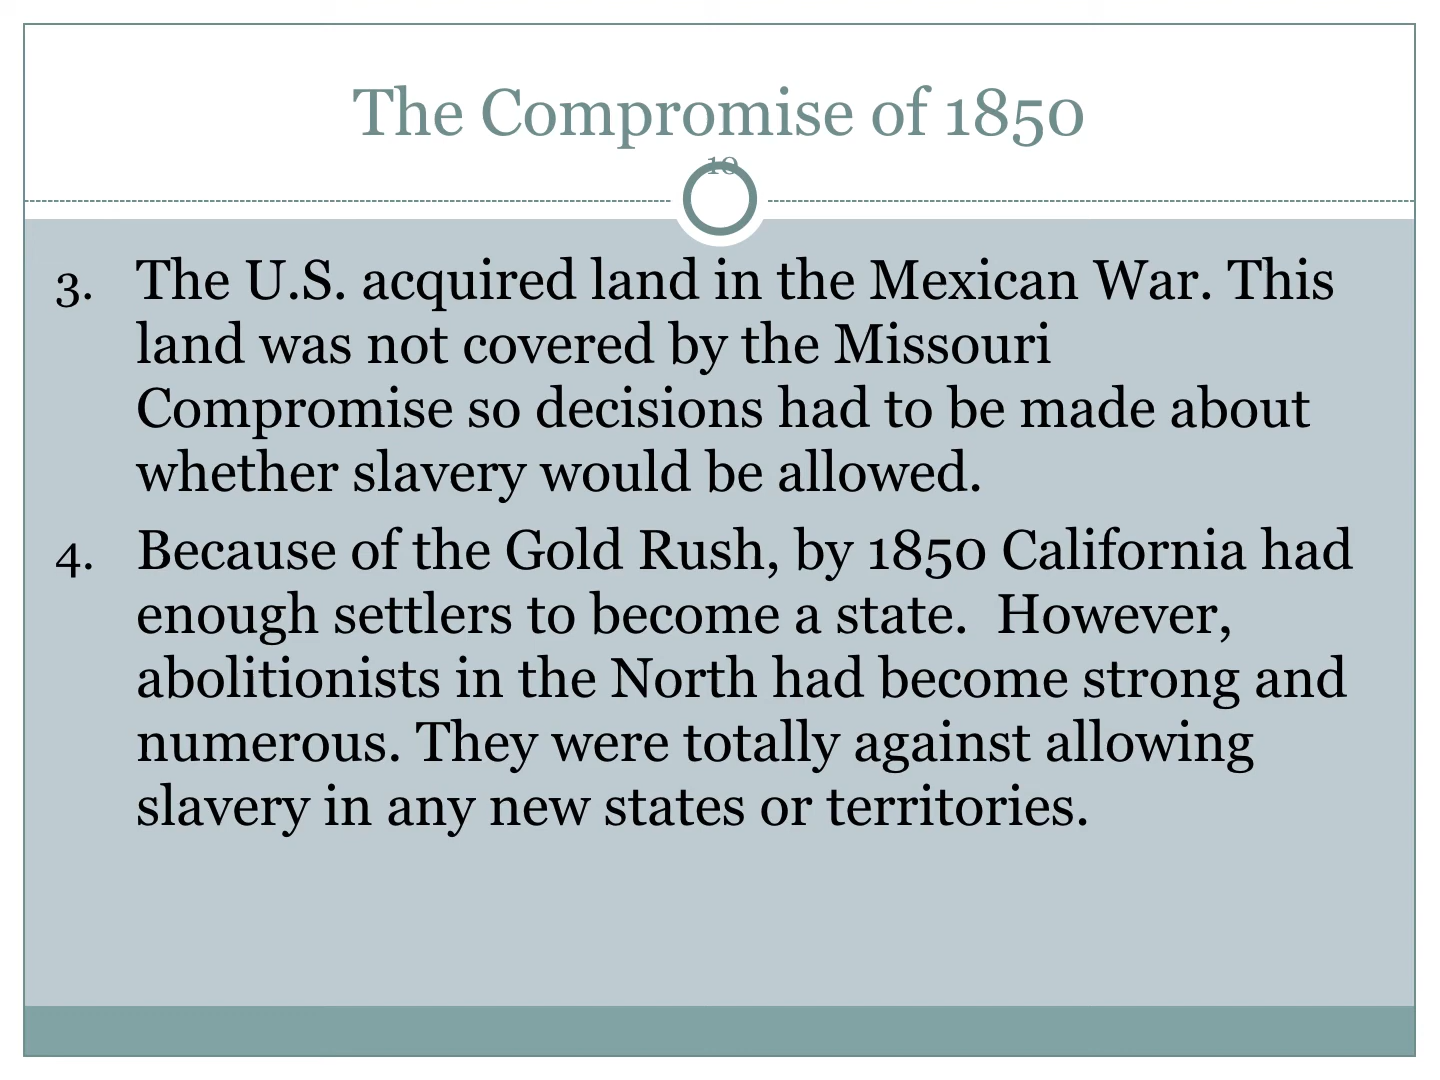 The Compromise of 1850
10
3. The U.S. acquired land in the Mexican War. This
land was not covered by the Missouri
Compromise so decisions had to be made about
whether slavery would be allowed.
4. Because of the Gold Rush, by 1850 California had
enough settlers to become a state.  However,
abolitionists in the North had become strong and
numerous. They were totally against allowing
slavery in any new states or territories.